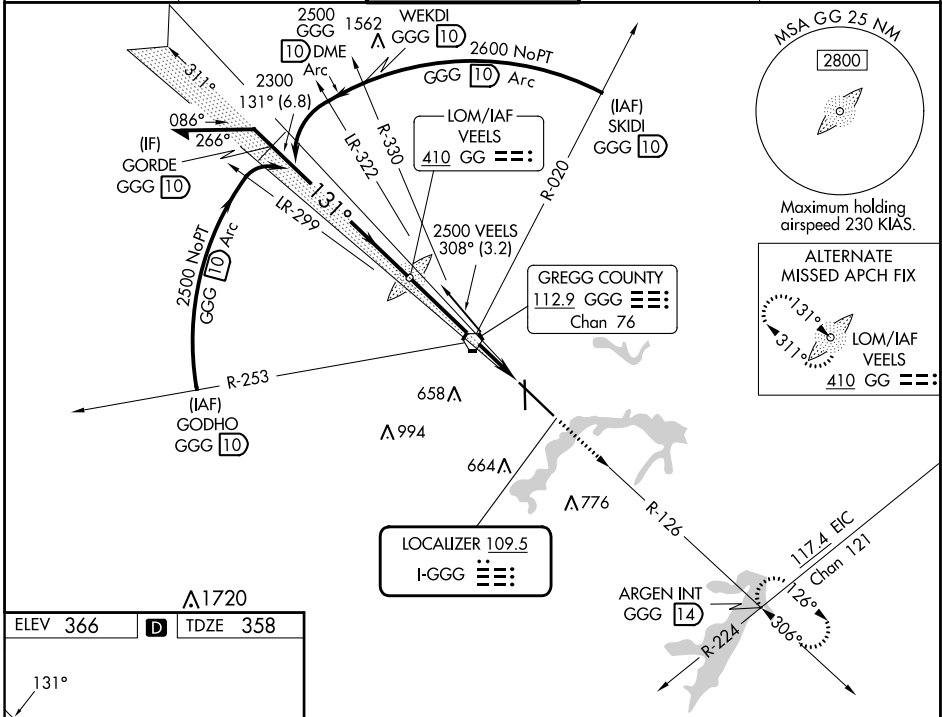 2500
GGG
10 DME
Arc
1562
WEKDI
GGG 10
2600 NoPT
GGG 10 Arc
MSA GG 25 NM
2800
311°
2300
131° (6.8)
086°
266°
(IF)
GORDE
GGG 10
LOM/IAF
VEELS
410 GG
(IAF)
SKIDI
GGG 10
R-330
LR-322
R-020
Maximum holding
airspeed 230 KIAS.
131°
LR-299
2500 NoPT
GGG 10 Arc
2500 VEELS
308° (3.2)
GREGG COUNTY
112.9 GGG
Chan 76
ALTERNATE
MISSED APCH FIX
131°
311°
LOM/IAF
VEELS
410 GG
R-253
(IAF)
GODHO
GGG 10
658
994
664
776
R-126
LOCALIZER 109.5
I-GGG
117.4 EIC
Chan 121
ARGEN INT
GGG 14
126°
306°
R-224
1720
ELEV 366 D TDZE 358
131°